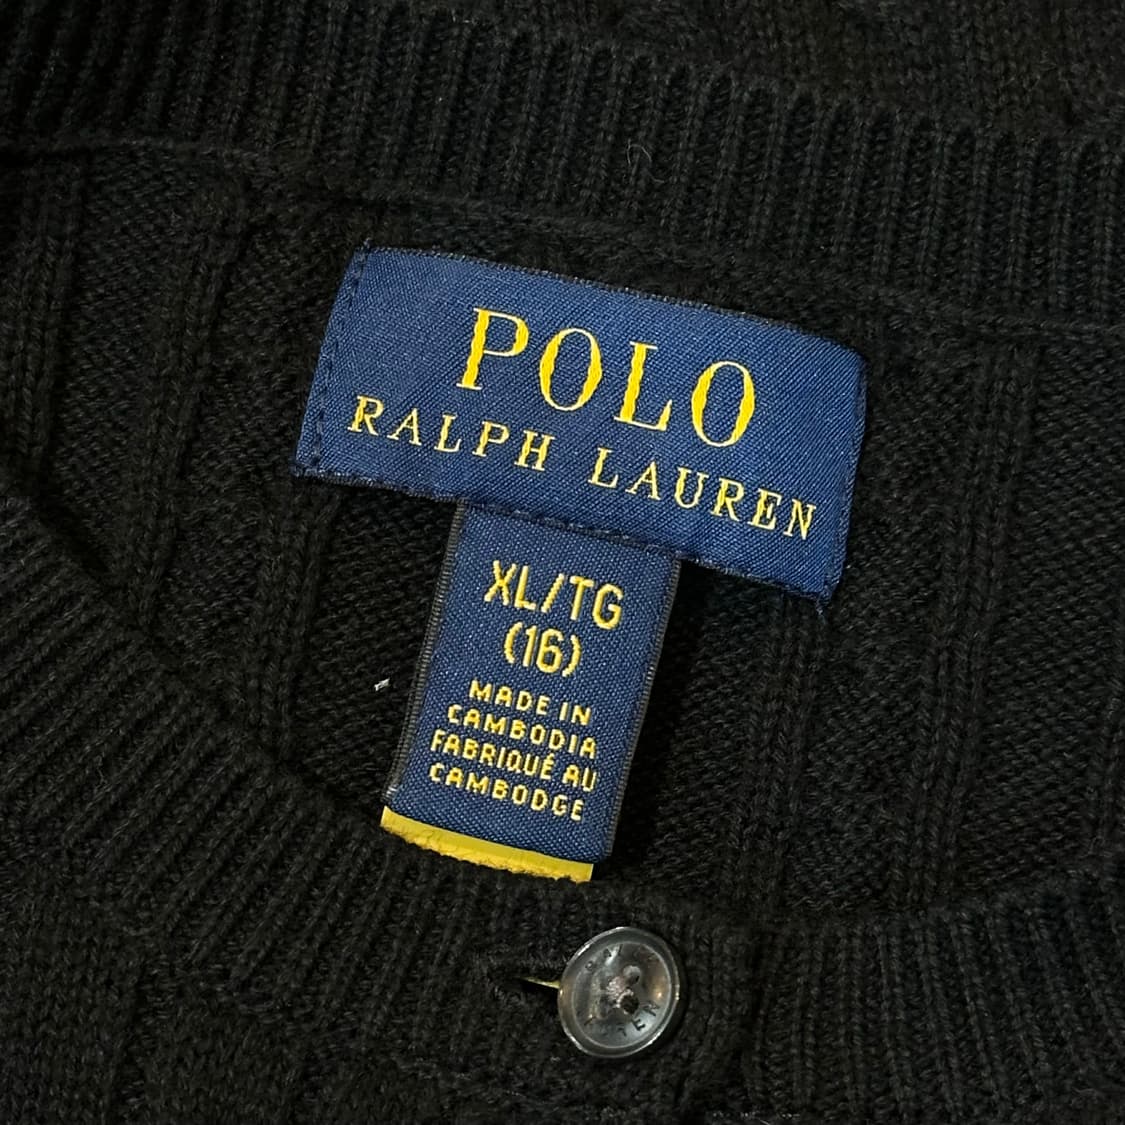 POLO
RALPH LAUREN
XL/TG
(16)
MADE IN
CAMBODIA
FABRIQUÉ AU
CAMBODGE